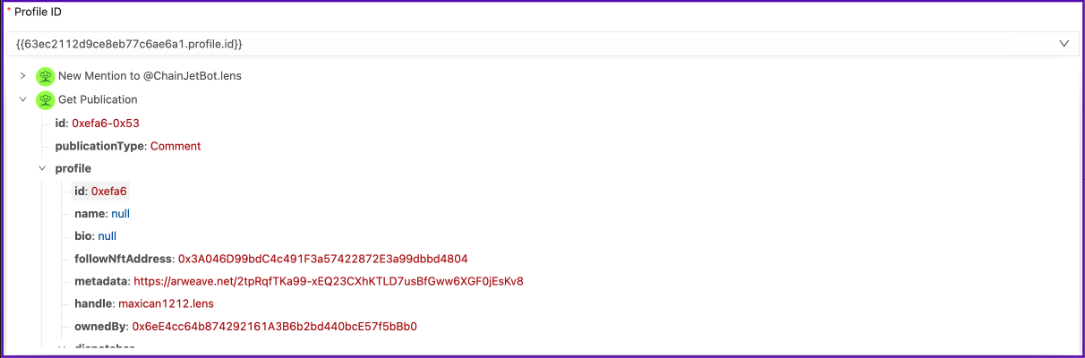 * Profile ID
{{63ec2112d9ce8eb77c6ae6a1.profile.id}}
New Mention to @ChainJetBot.lens
Get Publication
id: 0xefa6-0x53
publicationType: Comment
profile
id: 0xefa6
name: null
bio: null
followNftAddress: 0x3A046D99bdC4c491F3a57422872E3a99dbbd4804
metadata: https://arweave.net/2tpRqfTKa99-xEQ23CXhKTLD7usBfGww6XGF0jEsKv8
handle: maxican1212.lens
ownedBy: 0x6eE4cc64b874292161A3B6b2bd440bcE57f5bBb0
dispatcher